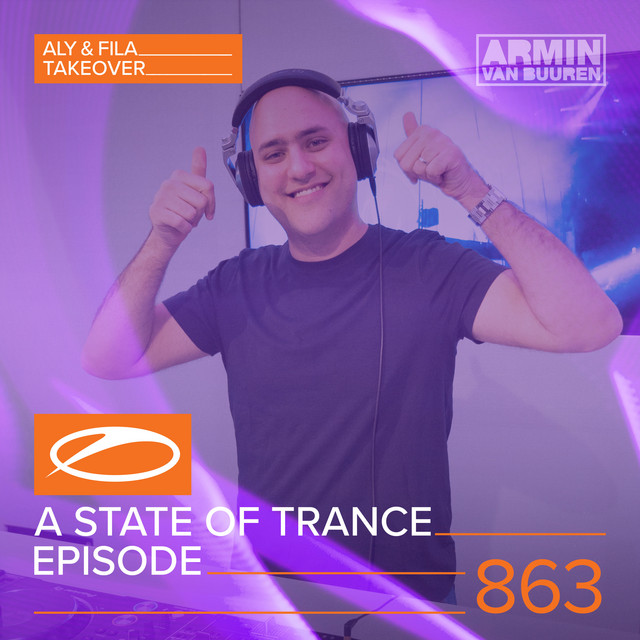 ALY & FILA
TAKEOVER
ARMIN
VAN BUUREN
A STATE OF TRANCE
EPISODE
863